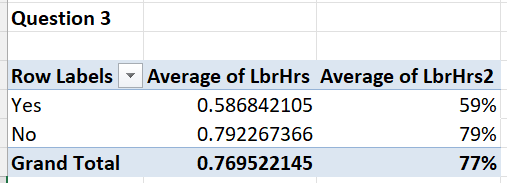 Question 3
Row Labels Average of LbrHrs Average of LbrHrs2
Yes 0.586842105 59%
No 0.792267366 79%
Grand Total 0.769522145 77%